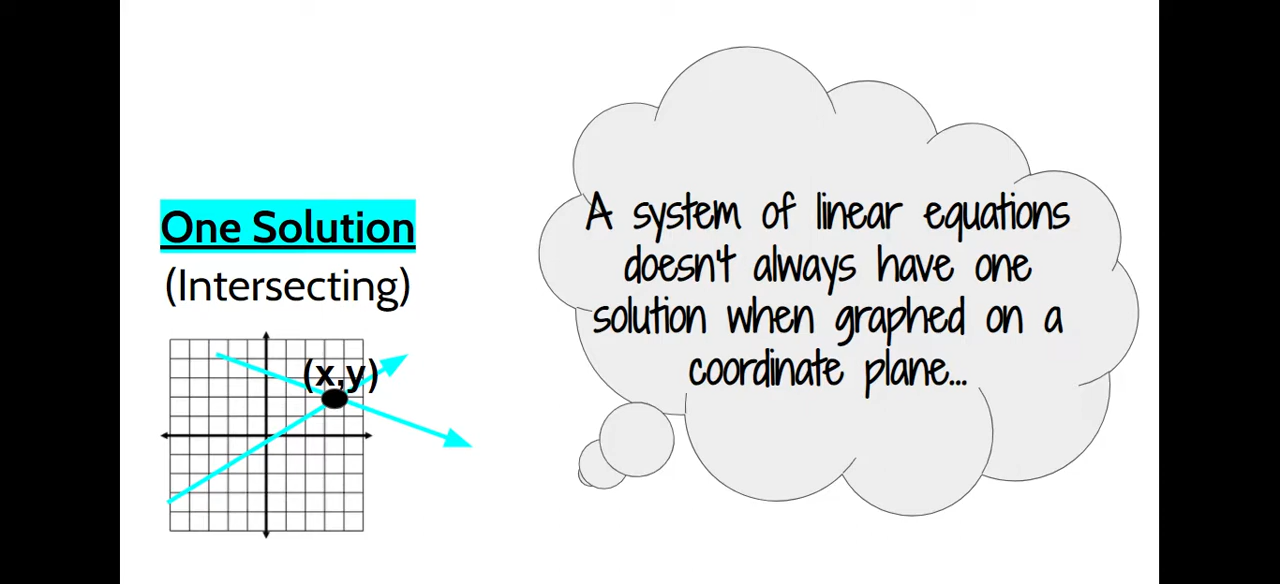 One Solution
(Intersecting)
(x,y)
A system of linear equations
doesn't always have one
solution when graphed on a
coordinate plane...